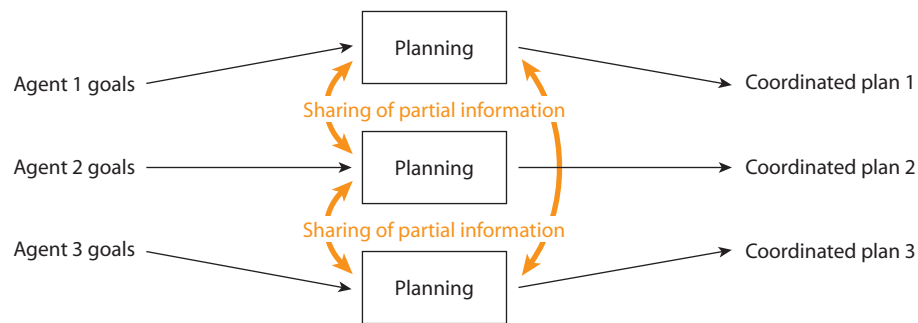 Planning
Agent 1 goals
Coordinated plan 1
Sharing of partial information
Agent 2 goals
Planning
Coordinated plan 2
Sharing of partial information
Agent 3 goals
Coordinated plan 3
Planning